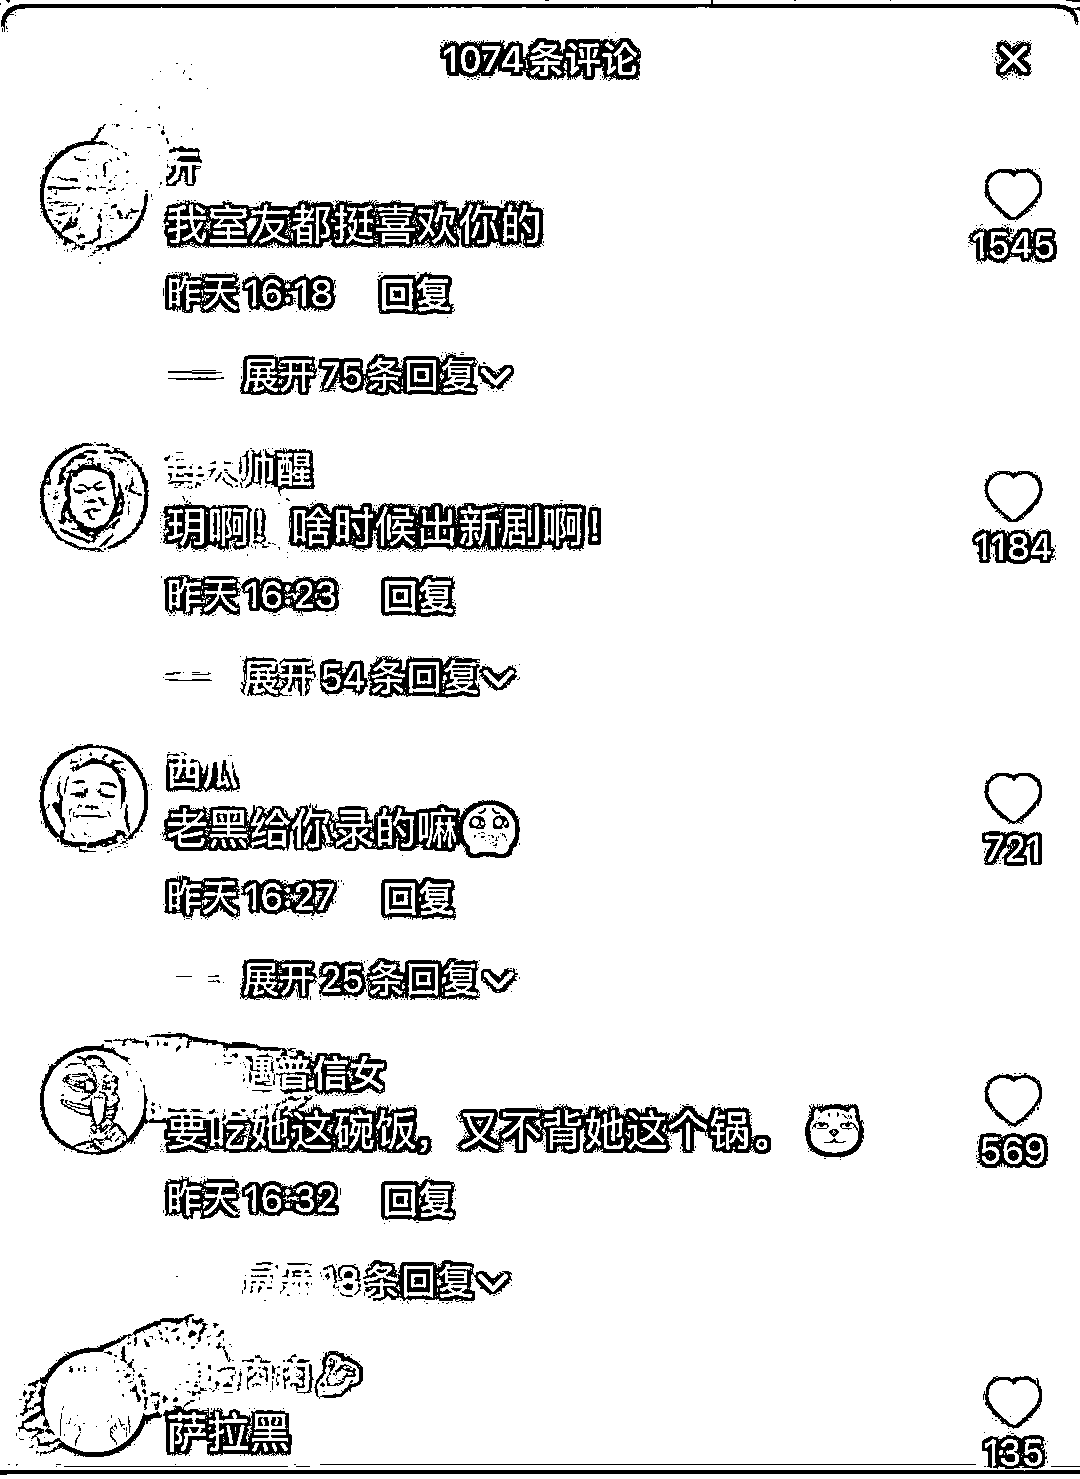 1074条评论
亓
我室友都挺喜欢你的
1545
昨天16:18 回复
展开75条回复
帅醒
玥啊！啥时候出新剧啊！
1184
昨天16:23 回复
展开54条回复
西瓜
老黑给你录的嘛
721
昨天16:27 回复
展开25条回复
遇普信女
要吃她这碗饭，又不背她这个锅。
569
昨天16:32 回复
展开18条回复
吃肉肉
萨拉黑
135